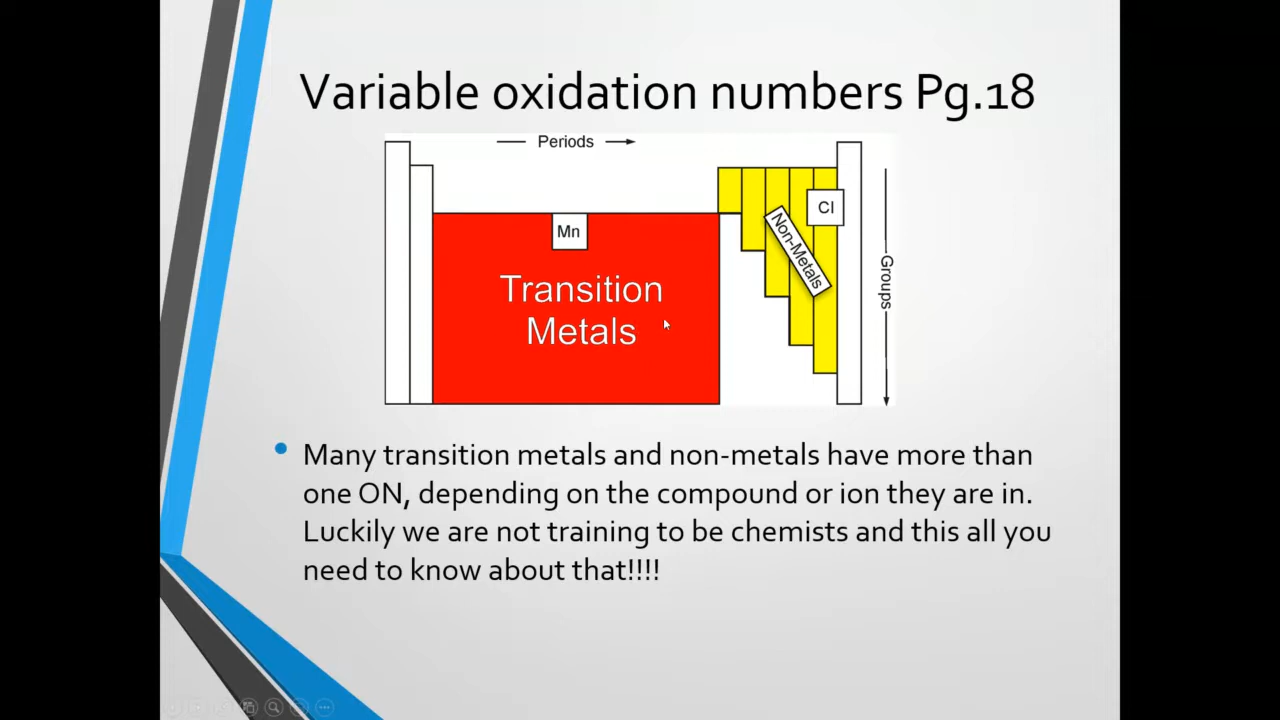 Variable oxidation numbers Pg.18
Periods
Cl
Mn
Non-Metals
Groups
Transition
Metals
Many transition metals and non-metals have more than
one ON, depending on the compound or ion they are in.
Luckily we are not training to be chemists and this all you
need to know about that!!!!